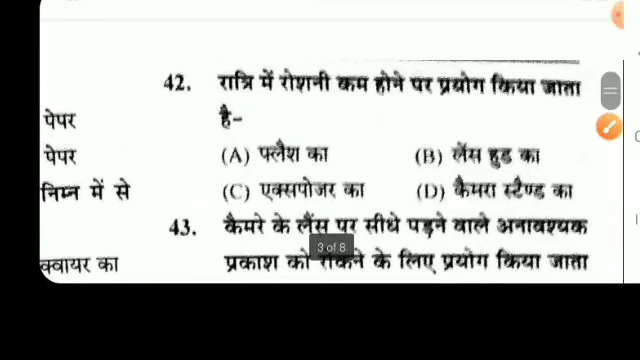 42. रात्रि में रोशनी कम होने पर प्रयोग किया जाता
है-
(A) फ्लैश का (B) लेंस हुड का
(C) एक्सपोजर का (D) कैमरा स्टैण्ड का
43. कैमरे के लैंस पर सीधे पड़ने वाले अनावश्यक
प्रकाश को रोकने के लिए प्रयोग किया जाता
पेपर
पेपर
निम्न में से
क्वायर का
3 of 8